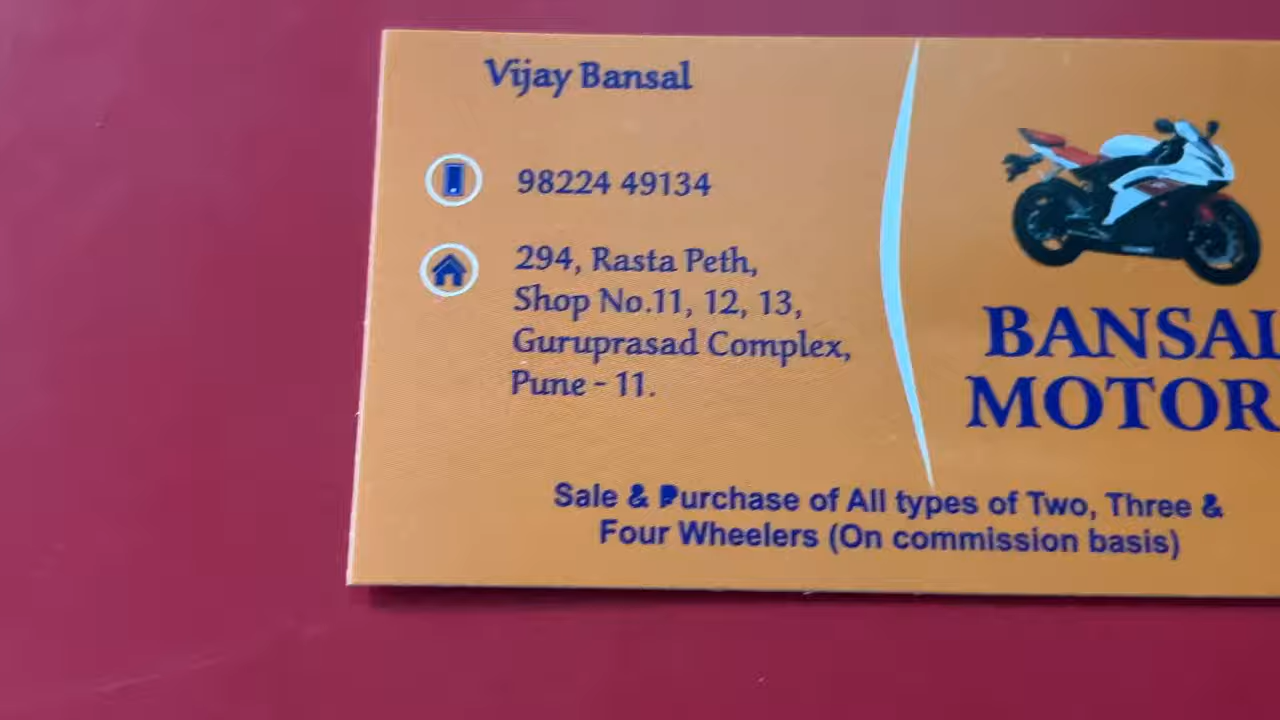 Vijay Bansal
98224 49134
294, Rasta Peth,
Shop No.11, 12, 13,
Guruprasad Complex,
Pune - 11.
BANSAL
MOTOR
Sale & Purchase of All types of Two, Three &
Four Wheelers (On commission basis)